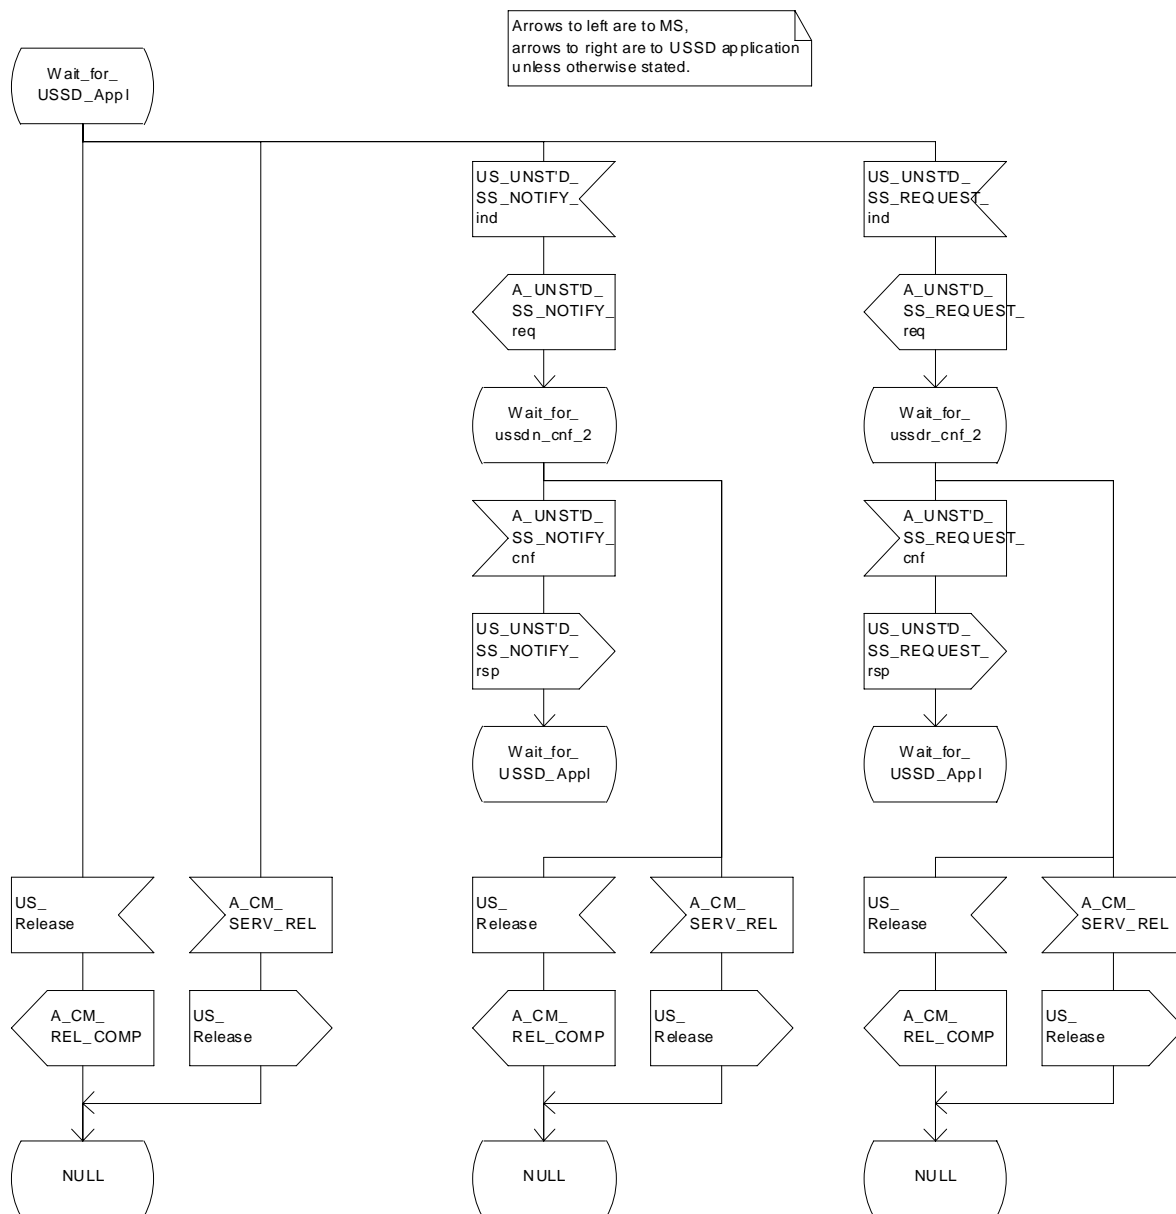 Arrows to left are to MS,
arrows to right are to USSD application
unless otherwise stated.
Wait_for_
USSD_Appl
US_UNST'D_
SS_NOTIFY_
ind
US_UNST'D_
SS_REQUEST_
ind
A_UNST'D_
SS_NOTIFY_
req
A_UNST'D_
SS_REQUEST_
req
Wait_for_
ussdn_cnf_2
Wait_for_
ussdr_cnf_2
A_UNST'D_
SS_NOTIFY_
cnf
A_UNST'D_
SS_REQUEST_
cnf
US_UNST'D_
SS_NOTIFY_
rsp
US_UNST'D_
SS_REQUEST_
rsp
Wait_for_
USSD_Appl
Wait_for_
USSD_Appl
US_
Release
A_CM_
SERV_REL
US_
Release
A_CM_
SERV_REL
US_
Release
A_CM_
SERV_REL
A_CM_
REL_COMP
US_
Release
A_CM_
REL_COMP
US_
Release
A_CM_
REL_COMP
US_
Release
NULL
NULL
NULL